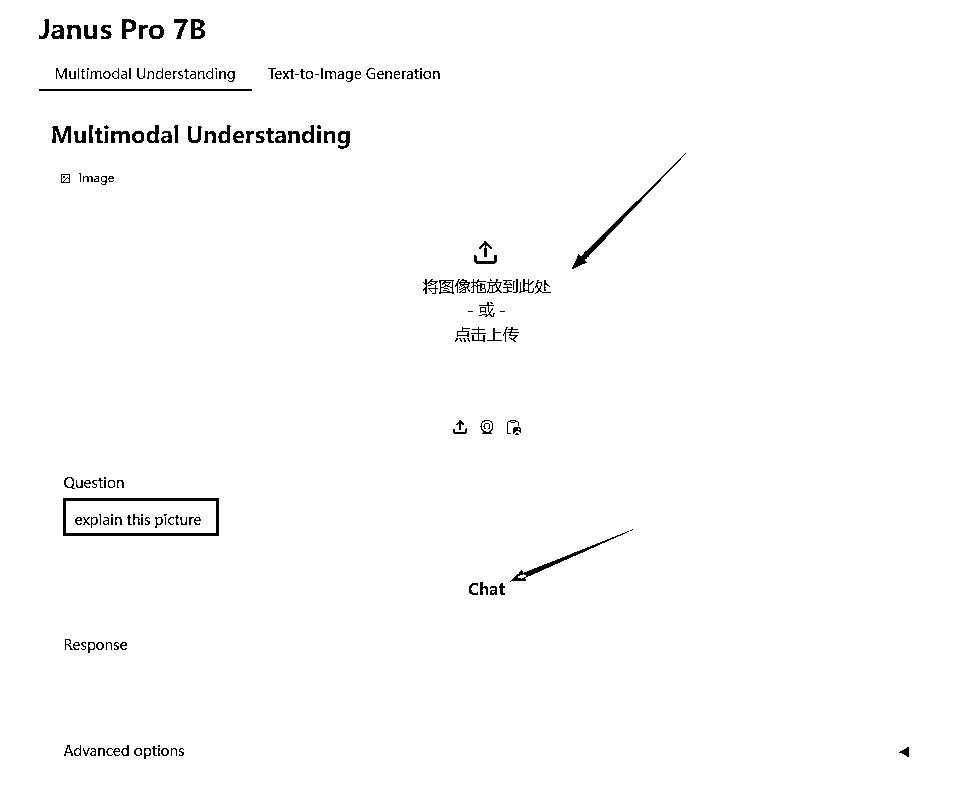 Janus Pro 7B
Multimodal Understanding
Text-to-Image Generation
Multimodal Understanding
Image
将图像拖放到此处
- 或 -
点击上传
Question
explain this picture
Chat
Response
Advanced options